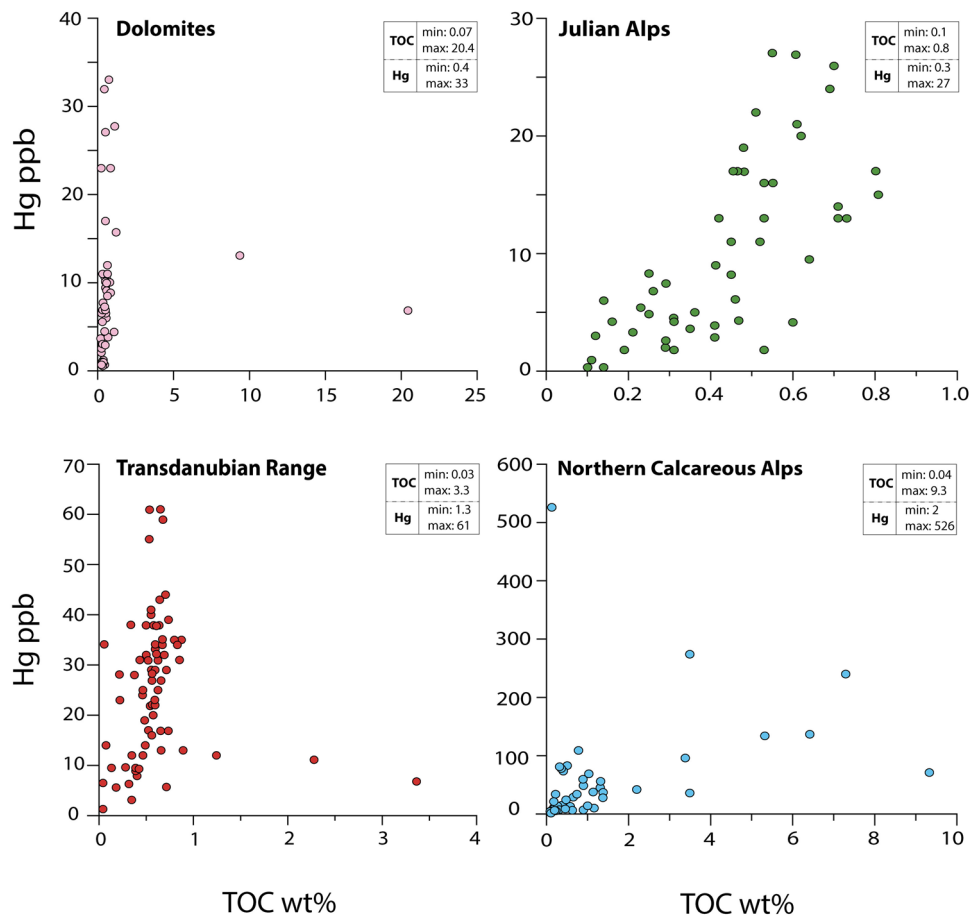 Dolomites
TOC
min: 0.07
max: 20.4
Hg
min: 0.4
max: 33
Hg ppb
40
30
20
10
0
0 5 10 15 20 25
Julian Alps
TOC
min: 0.1
max: 0.8
Hg
min: 0.3
max: 27
30
20
10
0
0 0.2 0.4 0.6 0.8 1.0
Transdanubian Range
TOC
min: 0.03
max: 3.3
Hg
min: 1.3
max: 61
Hg ppb
70
60
50
40
30
20
10
0
0 1 2 3 4
TOC wt%
Northern Calcareous Alps
TOC
min: 0.04
max: 9.3
Hg
min: 2
max: 526
600
500
400
300
200
100
0
0 2 4 6 8 10
TOC wt%